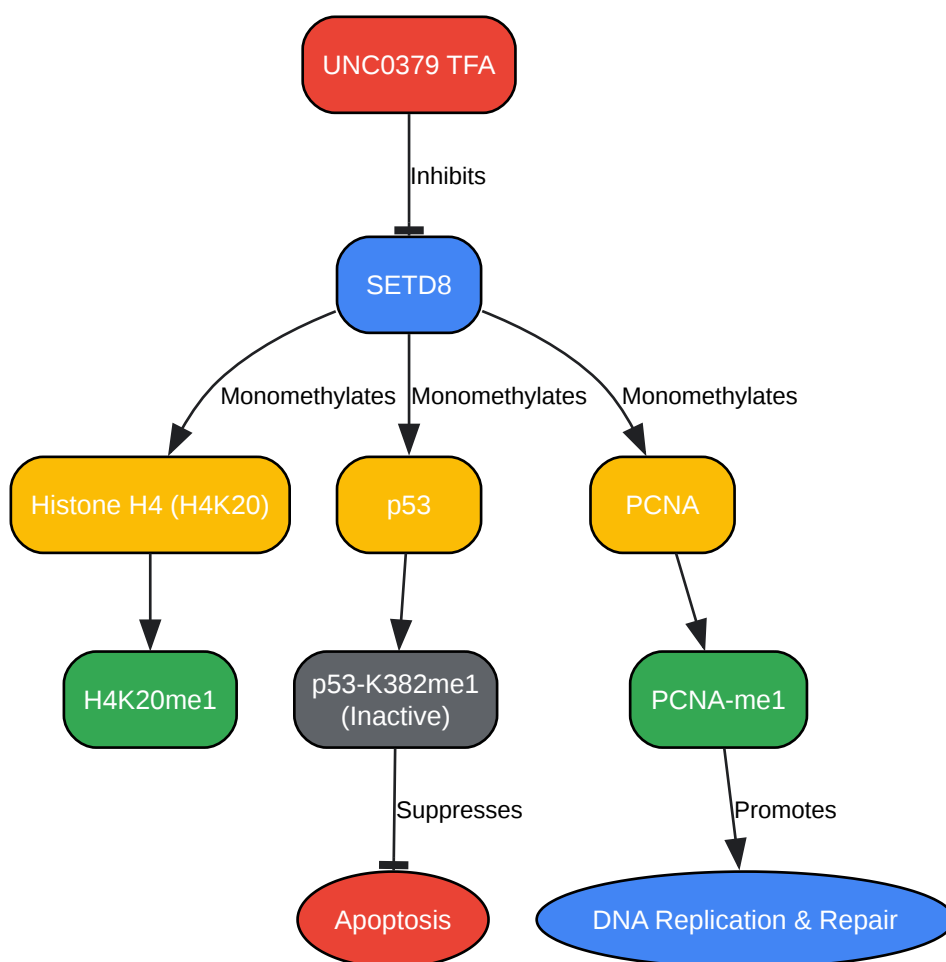 UNC0379 TFA
Inhibits
SETD8
Monomethylates
Monomethylates
Monomethylates
Histone H4 (H4K20)
p53
PCNA
H4K20me1
p53-K382me1
(Inactive)
PCNA-me1
Suppresses
Promotes
Apoptosis
DNA Replication & Repair